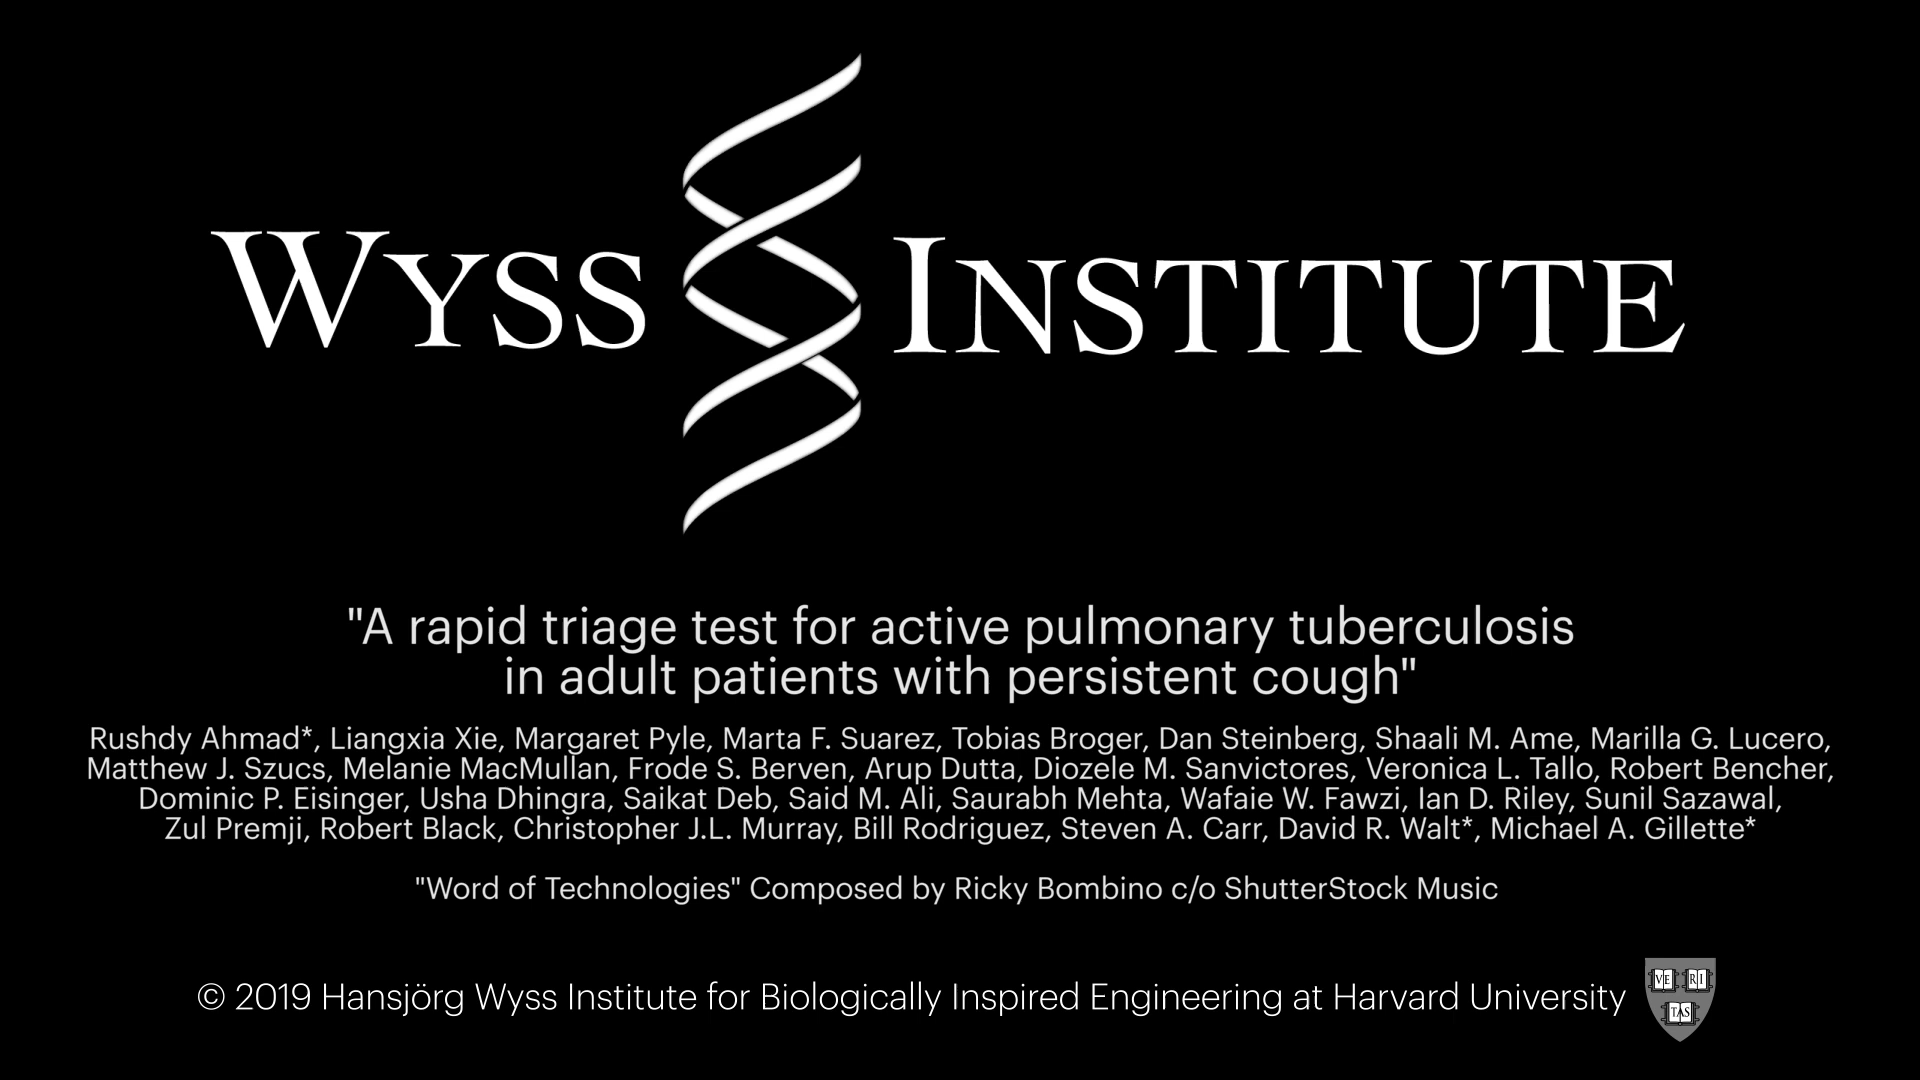 WYSS INSTITUTE
"A rapid triage test for active pulmonary tuberculosis
in adult patients with persistent cough"
Rushdy Ahmad*, Liangxia Xie, Margaret Pyle, Marta F. Suarez, Tobias Broger, Dan Steinberg, Shaali M. Ame, Marilla G. Lucero,
Matthew J. Szucs, Melanie MacMullan, Frode S. Berven, Arup Dutta, Diozele M. Sanvictores, Veronica L. Tallo, Robert Bencher,
Dominic P. Eisinger, Usha Dhingra, Saikat Deb, Said M. Ali, Saurabh Mehta, Wafaie W. Fawzi, Ian D. Riley, Sunil Sazawal,
Zul Premji, Robert Black, Christopher J.L. Murray, Bill Rodriguez, Steven A. Carr, David R. Walt*, Michael A. Gillette*
"Word of Technologies" Composed by Ricky Bombino c/o ShutterStock Music
© 2019 Hansjörg Wyss Institute for Biologically Inspired Engineering at Harvard University
VE RI
TAS